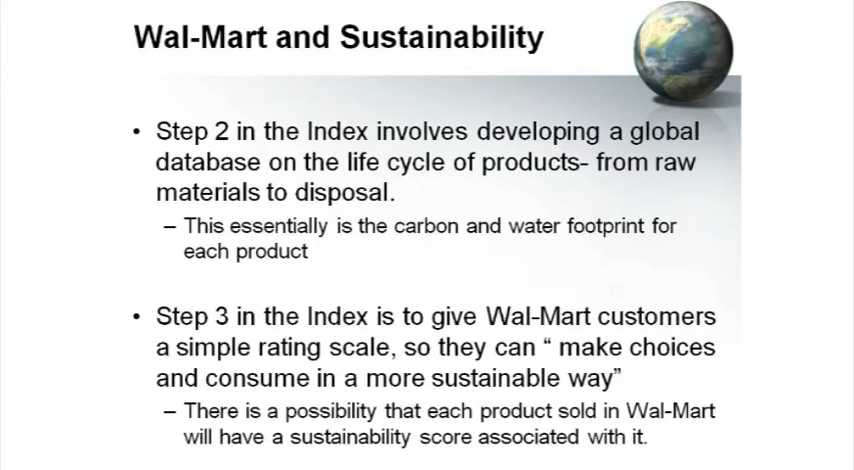 Wal-Mart and Sustainability
• Step 2 in the Index involves developing a global
database on the life cycle of products- from raw
materials to disposal.
– This essentially is the carbon and water footprint for
each product
• Step 3 in the Index is to give Wal-Mart customers
a simple rating scale, so they can “ make choices
and consume in a more sustainable way”
– There is a possibility that each product sold in Wal-Mart
will have a sustainability score associated with it.